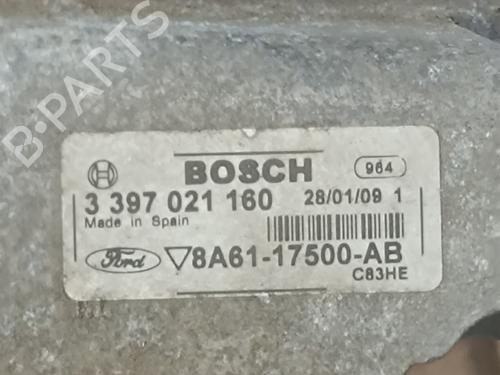 B-PARTS
BOSCH 964
3 397 021 160 28/01/09 1
Made in Spain
Ford 8A61-17500-AB
C83HE